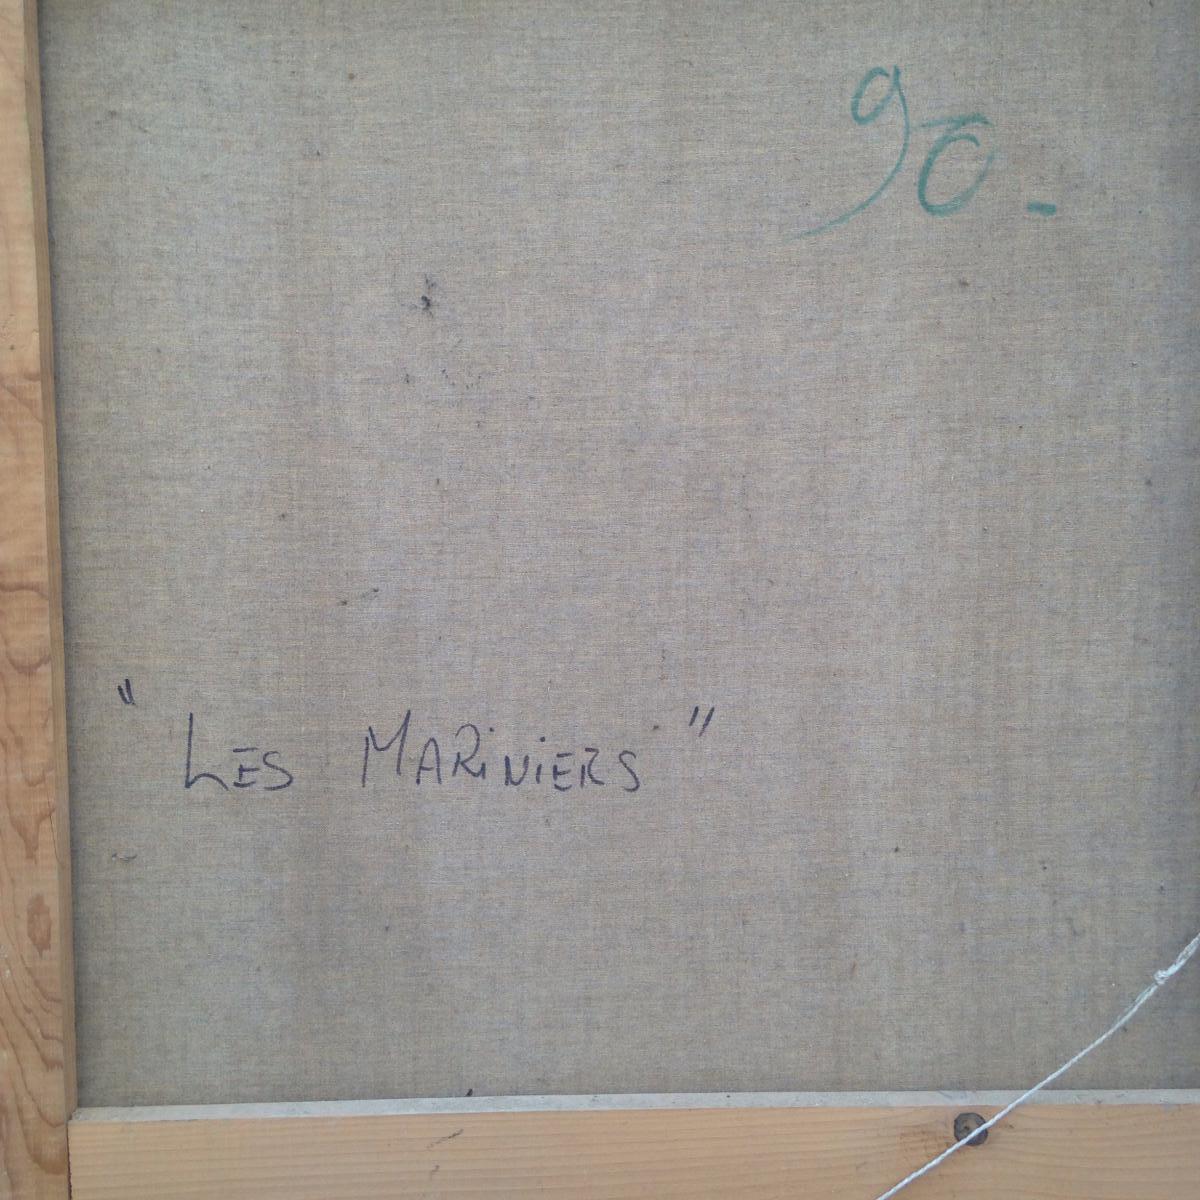 90.-
" LES MARiNiERS "